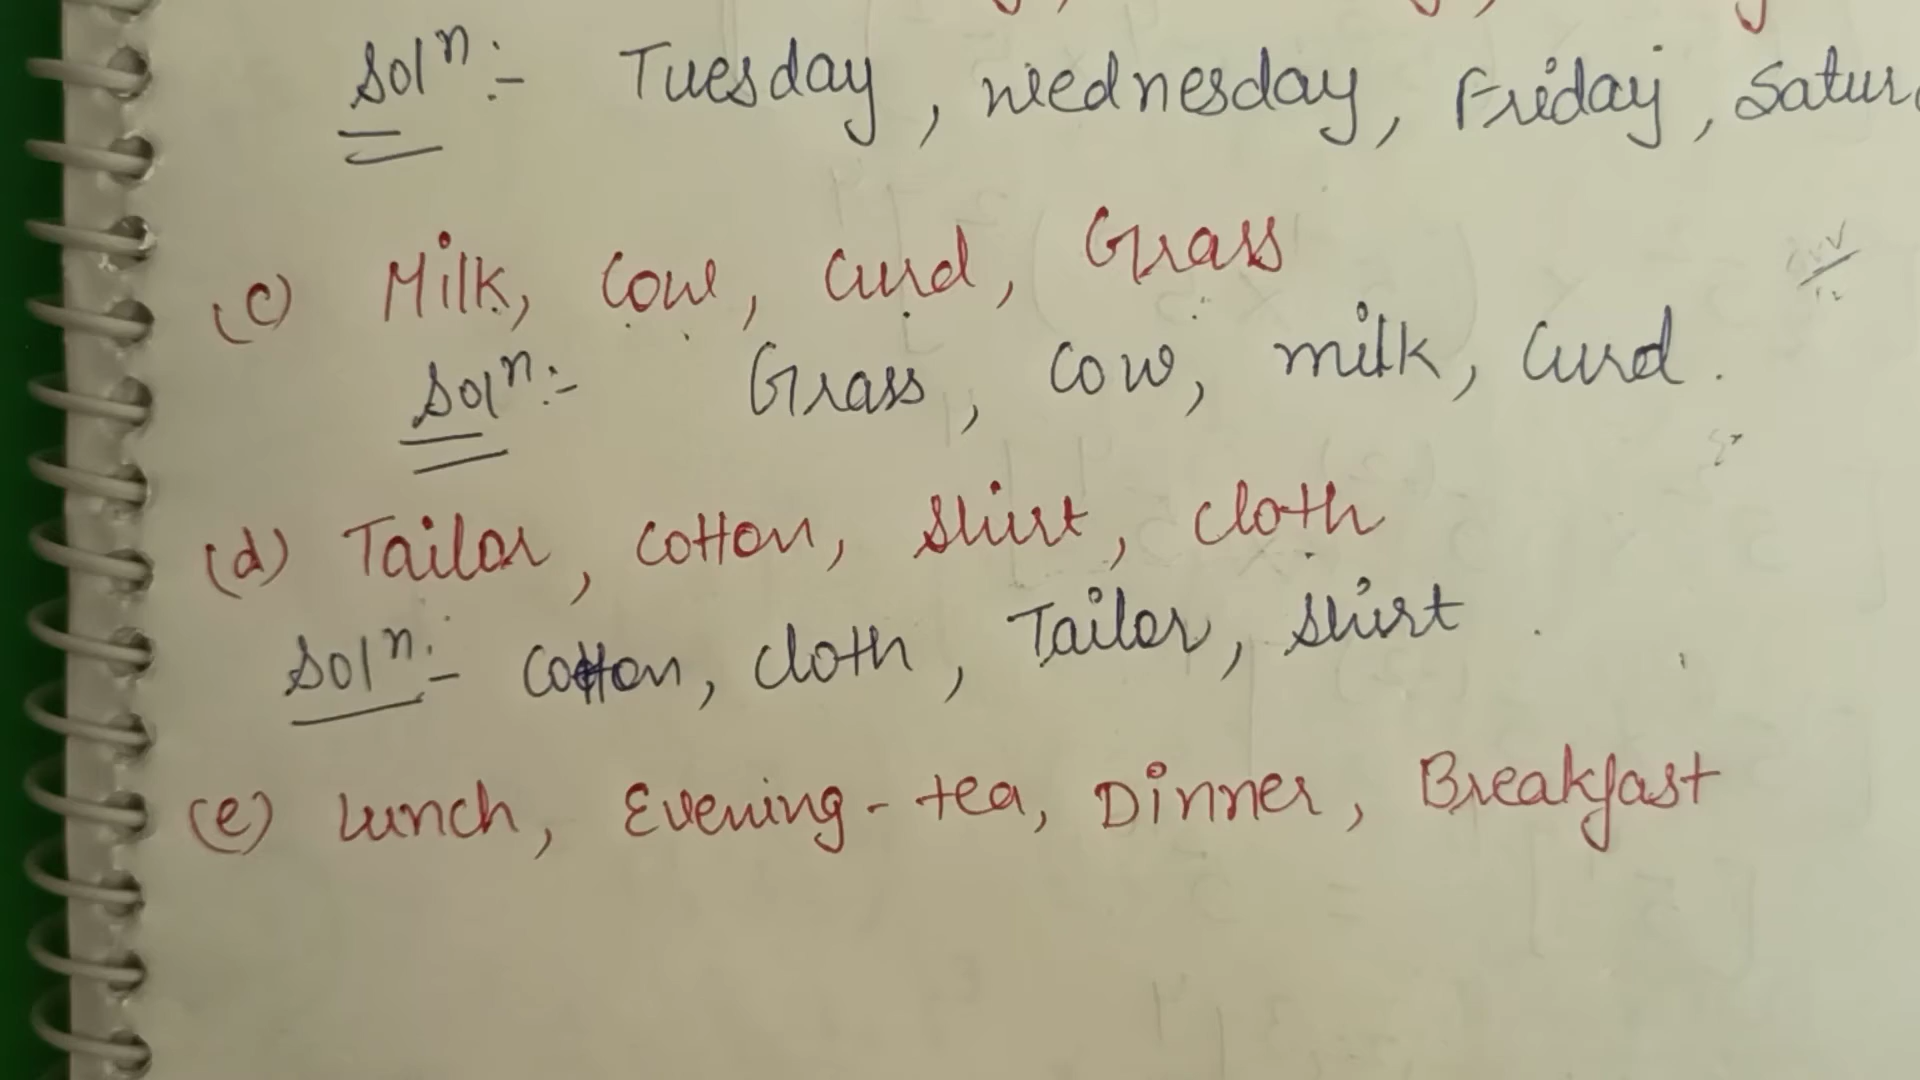 Solⁿ:- Tuesday, Wednesday, Friday, Satur
(c) Milk, Cow, Curd, Grass
Solⁿ:- Grass, Cow, milk, Curd.
(d) Tailor, Cotton, Shirt, Cloth
Solⁿ:- Cotton, Cloth, Tailor, Shirt
(e) Lunch, Evening-tea, Dinner, Breakfast